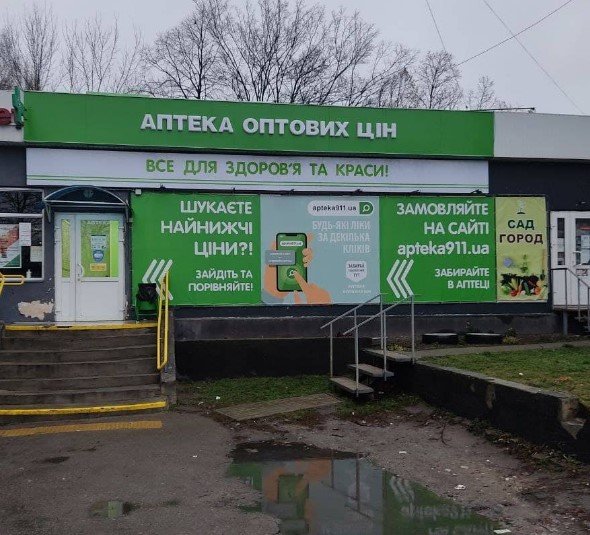 АПТЕКА ОПТОВИХ ЦІН
ВСЕ ДЛЯ ЗДОРОВ'Я ТА КРАСИ!
ШУКАЄТЕ
НАЙНИЖЧІ
ЦІНИ?!
ЗАЙДІТЬ ТА
ПОРІВНЯЙТЕ!
apteka911.ua
БУДЬ-ЯКІ ЛІКИ
ЗА ДЕКІЛЬКА
КЛІКІВ
ЗАМОВЛЯЙТЕ
НА САЙТІ
apteka911.ua
ЗАБИРАЙТЕ
В АПТЕЦІ
САД
ГОРОД